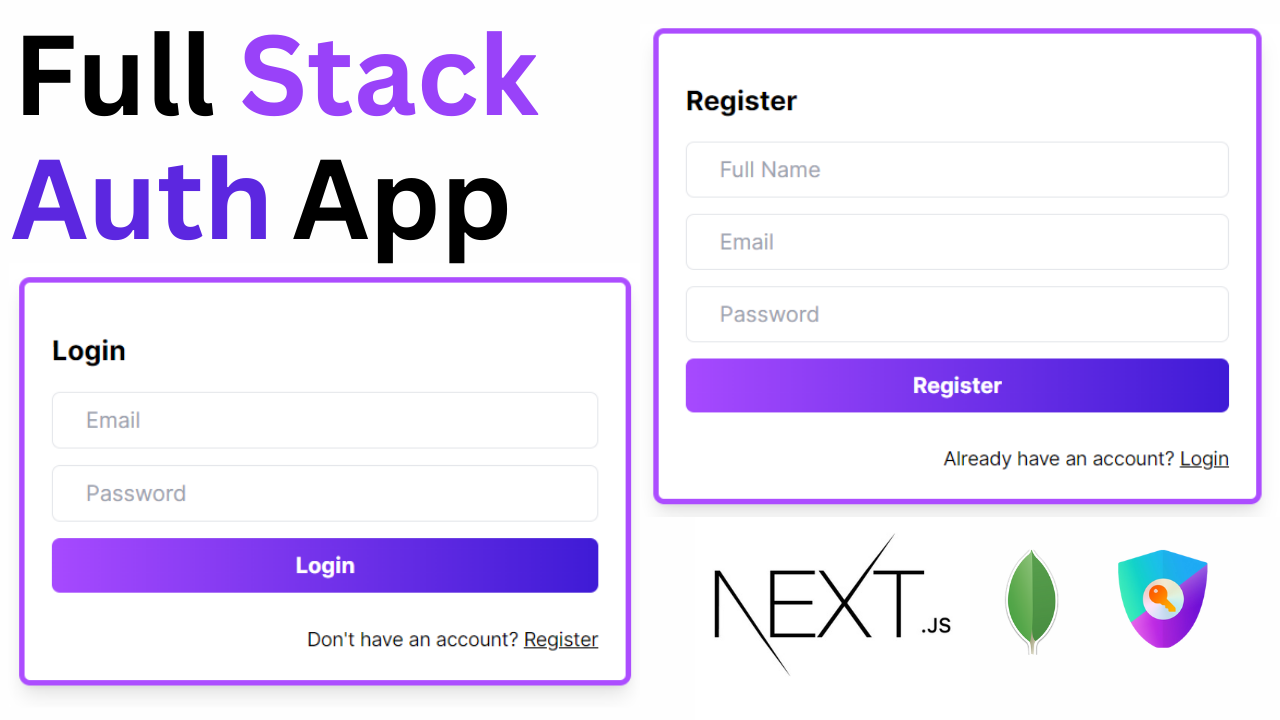 Full Stack
Auth App
Login
Email
Password
Login
Don't have an account? Register
Register
Full Name
Email
Password
Register
Already have an account? Login
NEXT.JS